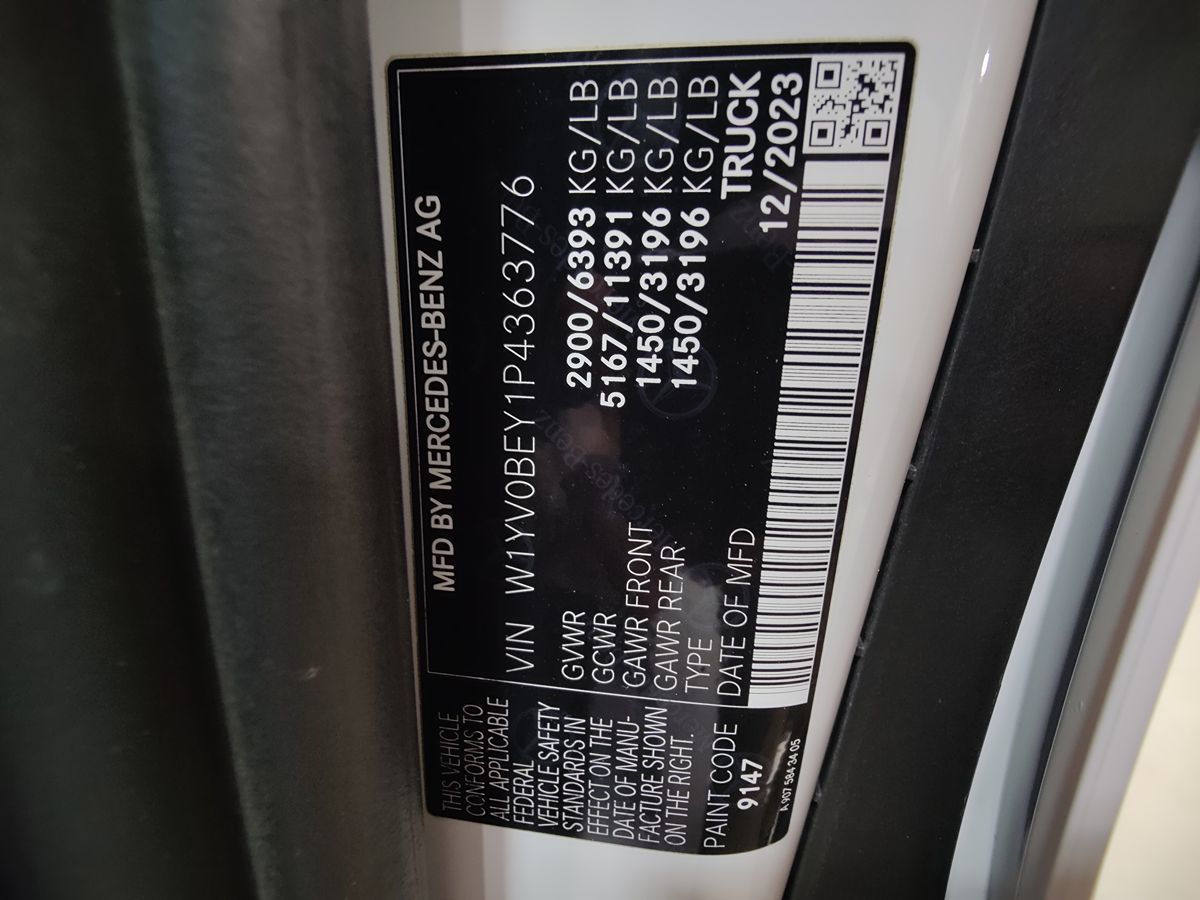 MFD BY MERCEDES-BENZ AG
VIN W1YV0BEY1P4363776
GVWR 2900/6393 KG/LB
GCWR 5167/11391 KG/LB
GAWR FRONT 1450/3196 KG/LB
GAWR REAR 1450/3196 KG/LB
TYPE TRUCK
DATE OF MFD 12/2023
THIS VEHICLE
CONFORMS TO
ALL APPLICABLE
FEDERAL
VEHICLE SAFETY
STANDARDS IN
EFFECT ON THE
DATE OF MANU-
FACTURE SHOWN
ON THE RIGHT.
PAINT CODE
9147
A 907 584 34 05